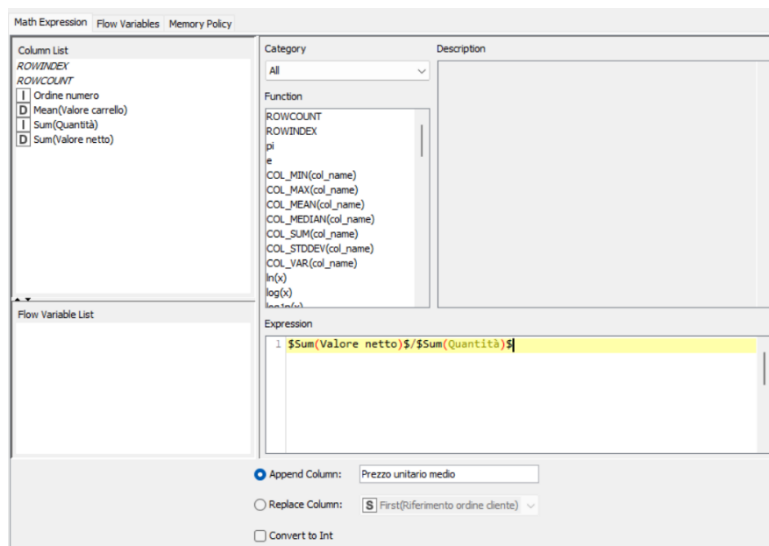 Math Expression Flow Variables Memory Policy
Column List
ROWINDEX
ROWCOUNT
I Ordine numero
D Mean(Valore carrello)
I Sum(Quantità)
D Sum(Valore netto)
Category
All
Description
Function
ROWCOUNT
ROWINDEX
pi
e
COL_MIN(col_name)
COL_MAX(col_name)
COL_MEAN(col_name)
COL_MEDIAN(col_name)
COL_SUM(col_name)
COL_STDDEV(col_name)
COL_VAR(col_name)
ln(x)
log(x)
log1p(x)
Flow Variable List
Expression
1 $Sum(Valore netto)$/$Sum(Quantità)$
Append Column: Prezzo unitario medio
Replace Column: S First(Riferimento ordine cliente)
Convert to Int